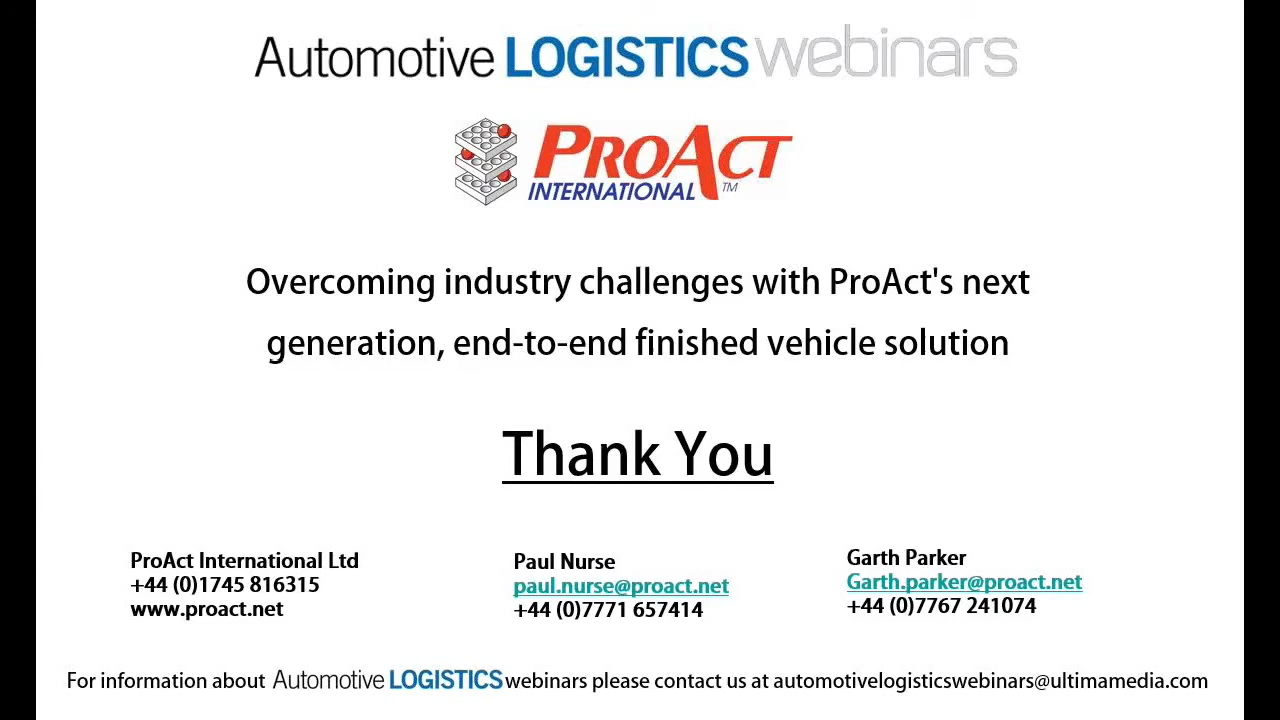 Automotive LOGISTICS webinars
PROACT
INTERNATIONAL TM
Overcoming industry challenges with ProAct's next
generation, end-to-end finished vehicle solution
Thank You
ProAct International Ltd
+44 (0)1745 816315
www.proact.net
Paul Nurse
paul.nurse@proact.net
+44 (0)7771 657414
Garth Parker
Garth.parker@proact.net
+44 (0)7767 241074
For information about Automotive LOGISTICS webinars please contact us at automotivelogisticswebinars@ultimamedia.com